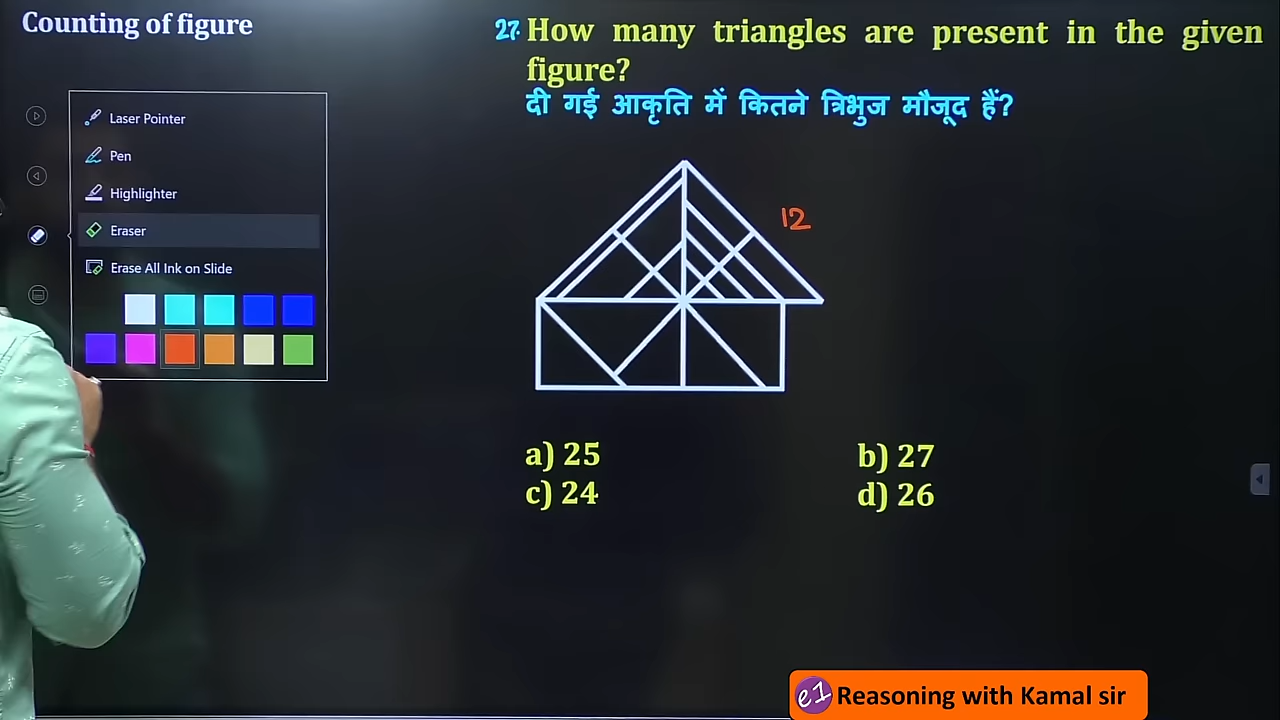 Counting of figure
27. How many triangles are present in the given
figure?
दी गई आकृति में कितने त्रिभुज मौजूद हैं?
Laser Pointer
Pen
Highlighter
Eraser
Erase All Ink on Slide
12
a) 25
b) 27
c) 24
d) 26
e1 Reasoning with Kamal sir